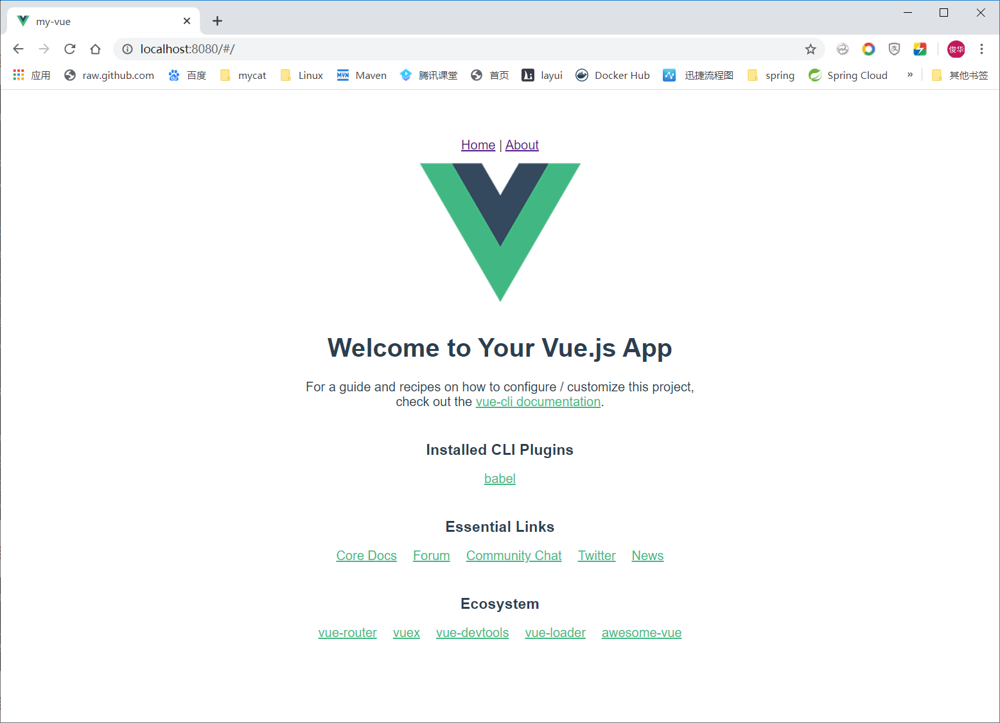 my-vue
localhost:8080/#/
俊华
应用 raw.github.com 百度 mycat Linux Maven 腾讯课堂 首页 layui Docker Hub 迅捷流程图 spring Spring Cloud » 其他书签
Home | About
Welcome to Your Vue.js App
For a guide and recipes on how to configure / customize this project,
check out the vue-cli documentation.
Installed CLI Plugins
babel
Essential Links
Core Docs Forum Community Chat Twitter News
Ecosystem
vue-router vuex vue-devtools vue-loader awesome-vue